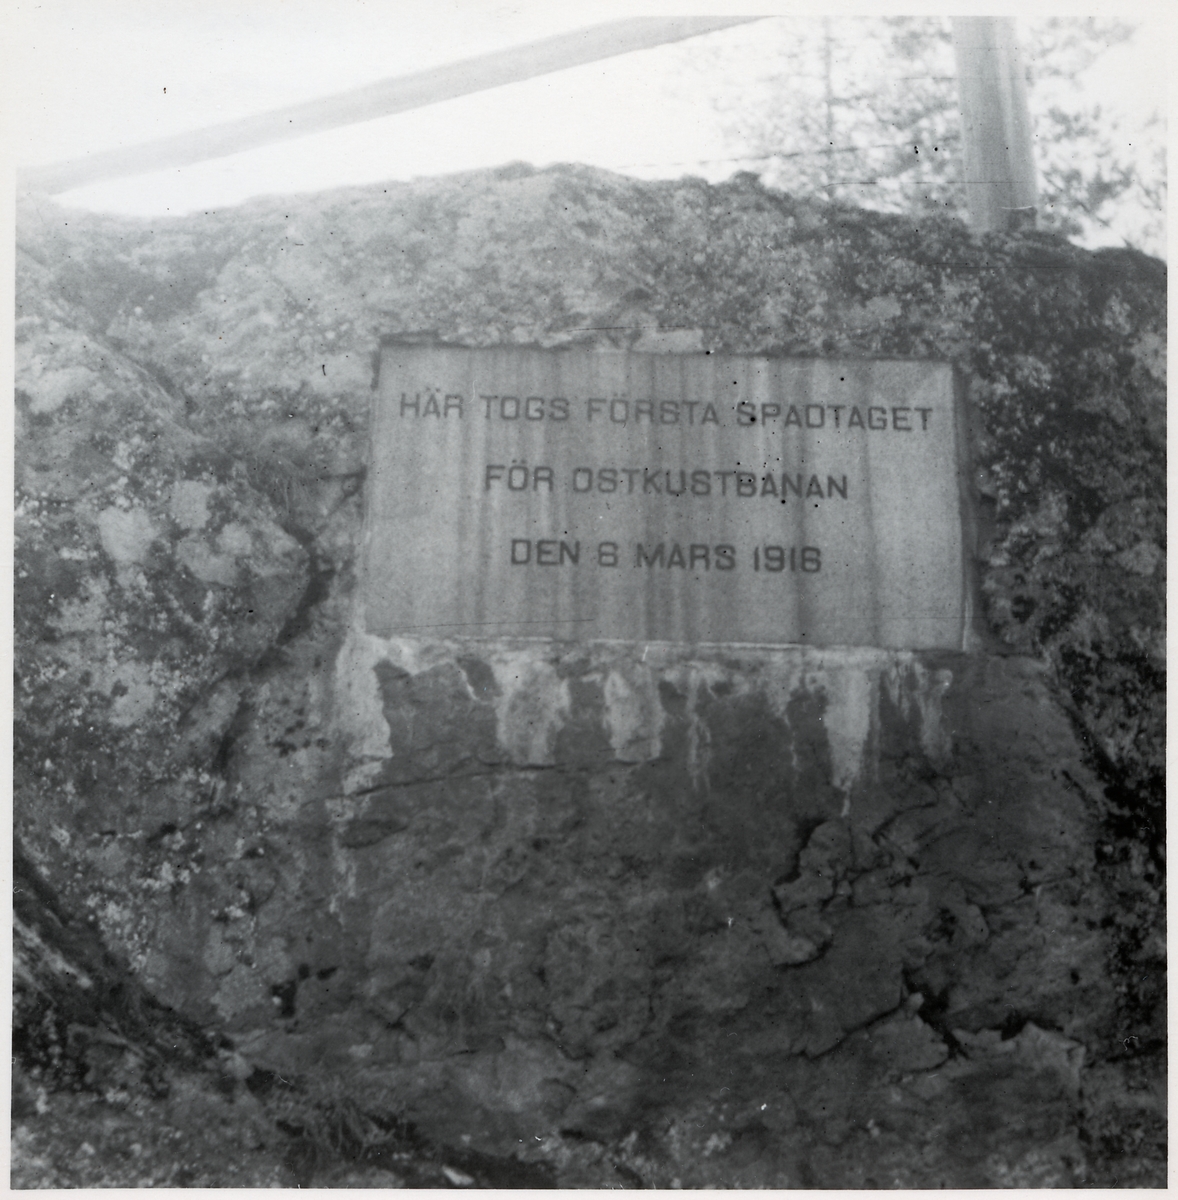 HÄR TOGS FÖRSTA SPADTAGET
FÖR OSTKUSTBANAN
DEN 6 MARS 1916